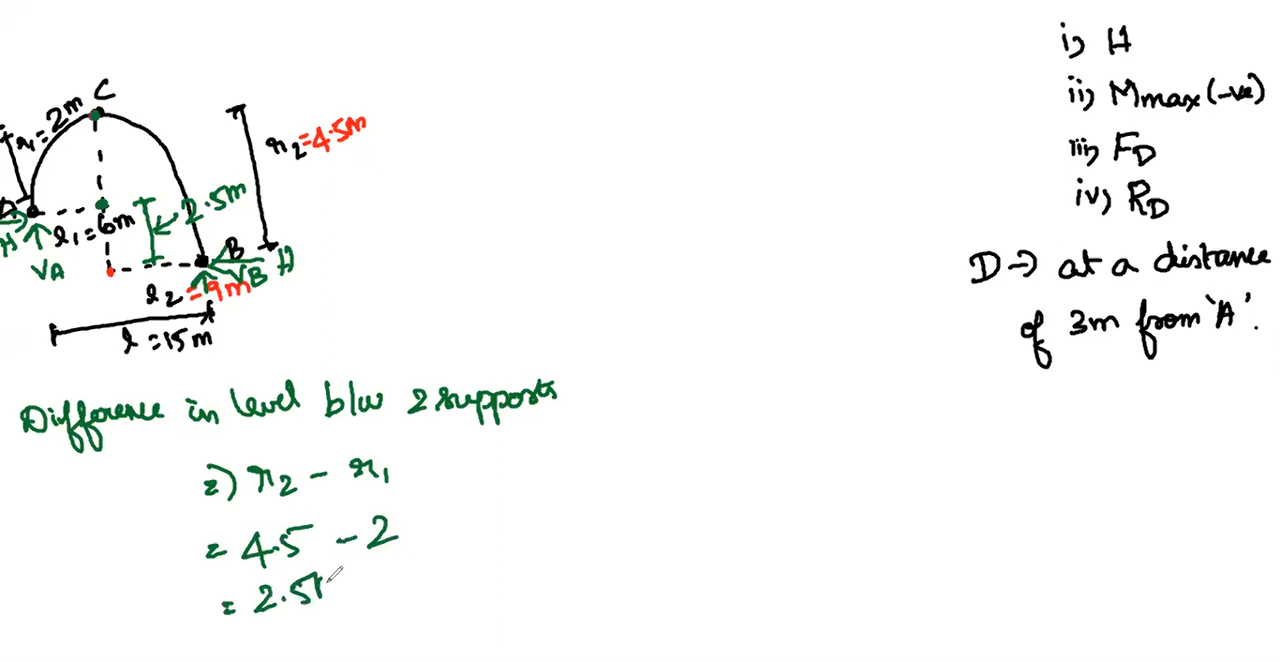 i) H
ii) Mmax (-ve)
iii) FD
iv) RD
D → at a distance
of 3m from 'A'.
C
r1 = 2m
r2 = 4.5m
2.5m
A
H
l1 = 6m
VA
B
H
VB
l2 = 9m
l = 15m
Difference in level b/w 2 supports
=) r2 - r1
= 4.5 - 2
= 2.5